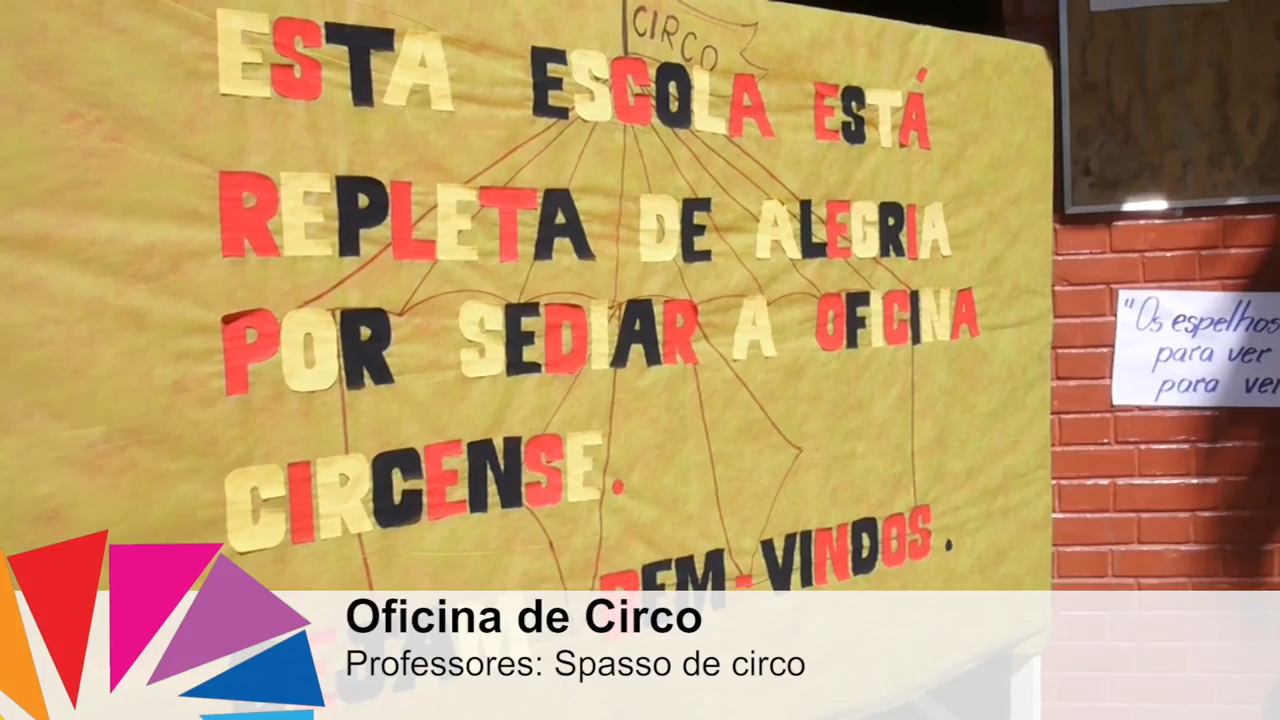 CIRCO
ESTA ESCOLA ESTÁ
REPLETA DE ALEGRIA
POR SEDIAR A OFICINA
CIRCENSE.
BEM-VINDOS.
"Os espelhos
para ver
para ver
Oficina de Circo
Professores: Spasso de circo